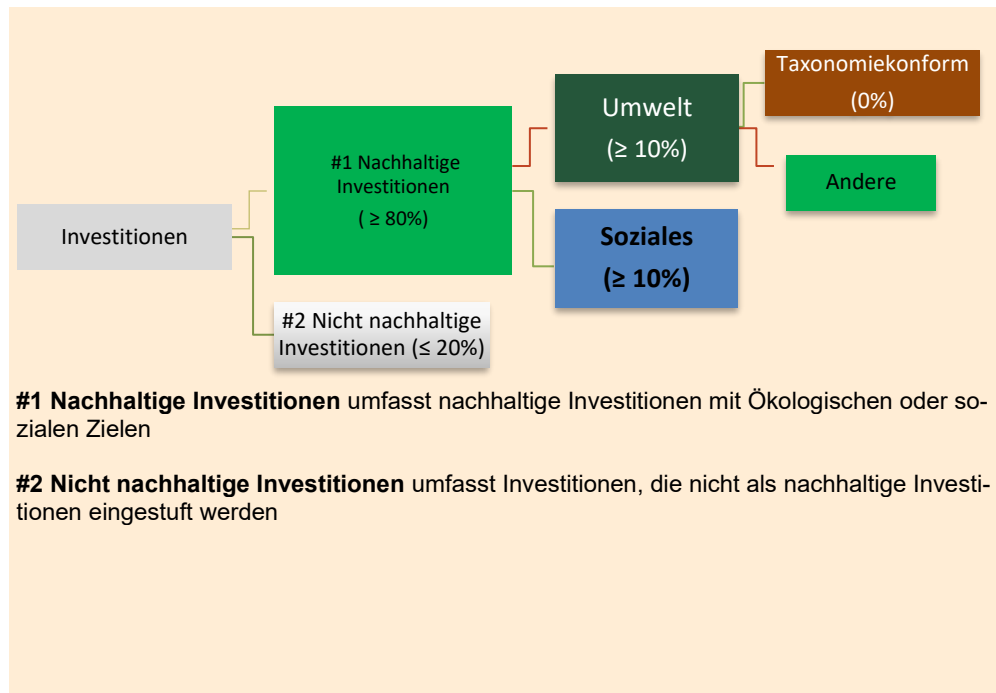 Taxonomiekonform
(0%)
Umwelt
(≥ 10%)
#1 Nachhaltige
Investitionen
( ≥ 80%)
Andere
Investitionen
Soziales
(≥ 10%)
#2 Nicht nachhaltige
Investitionen (≤ 20%)
#1 Nachhaltige Investitionen umfasst nachhaltige Investitionen mit Ökologischen oder so-
zialen Zielen
#2 Nicht nachhaltige Investitionen umfasst Investitionen, die nicht als nachhaltige Investi-
tionen eingestuft werden